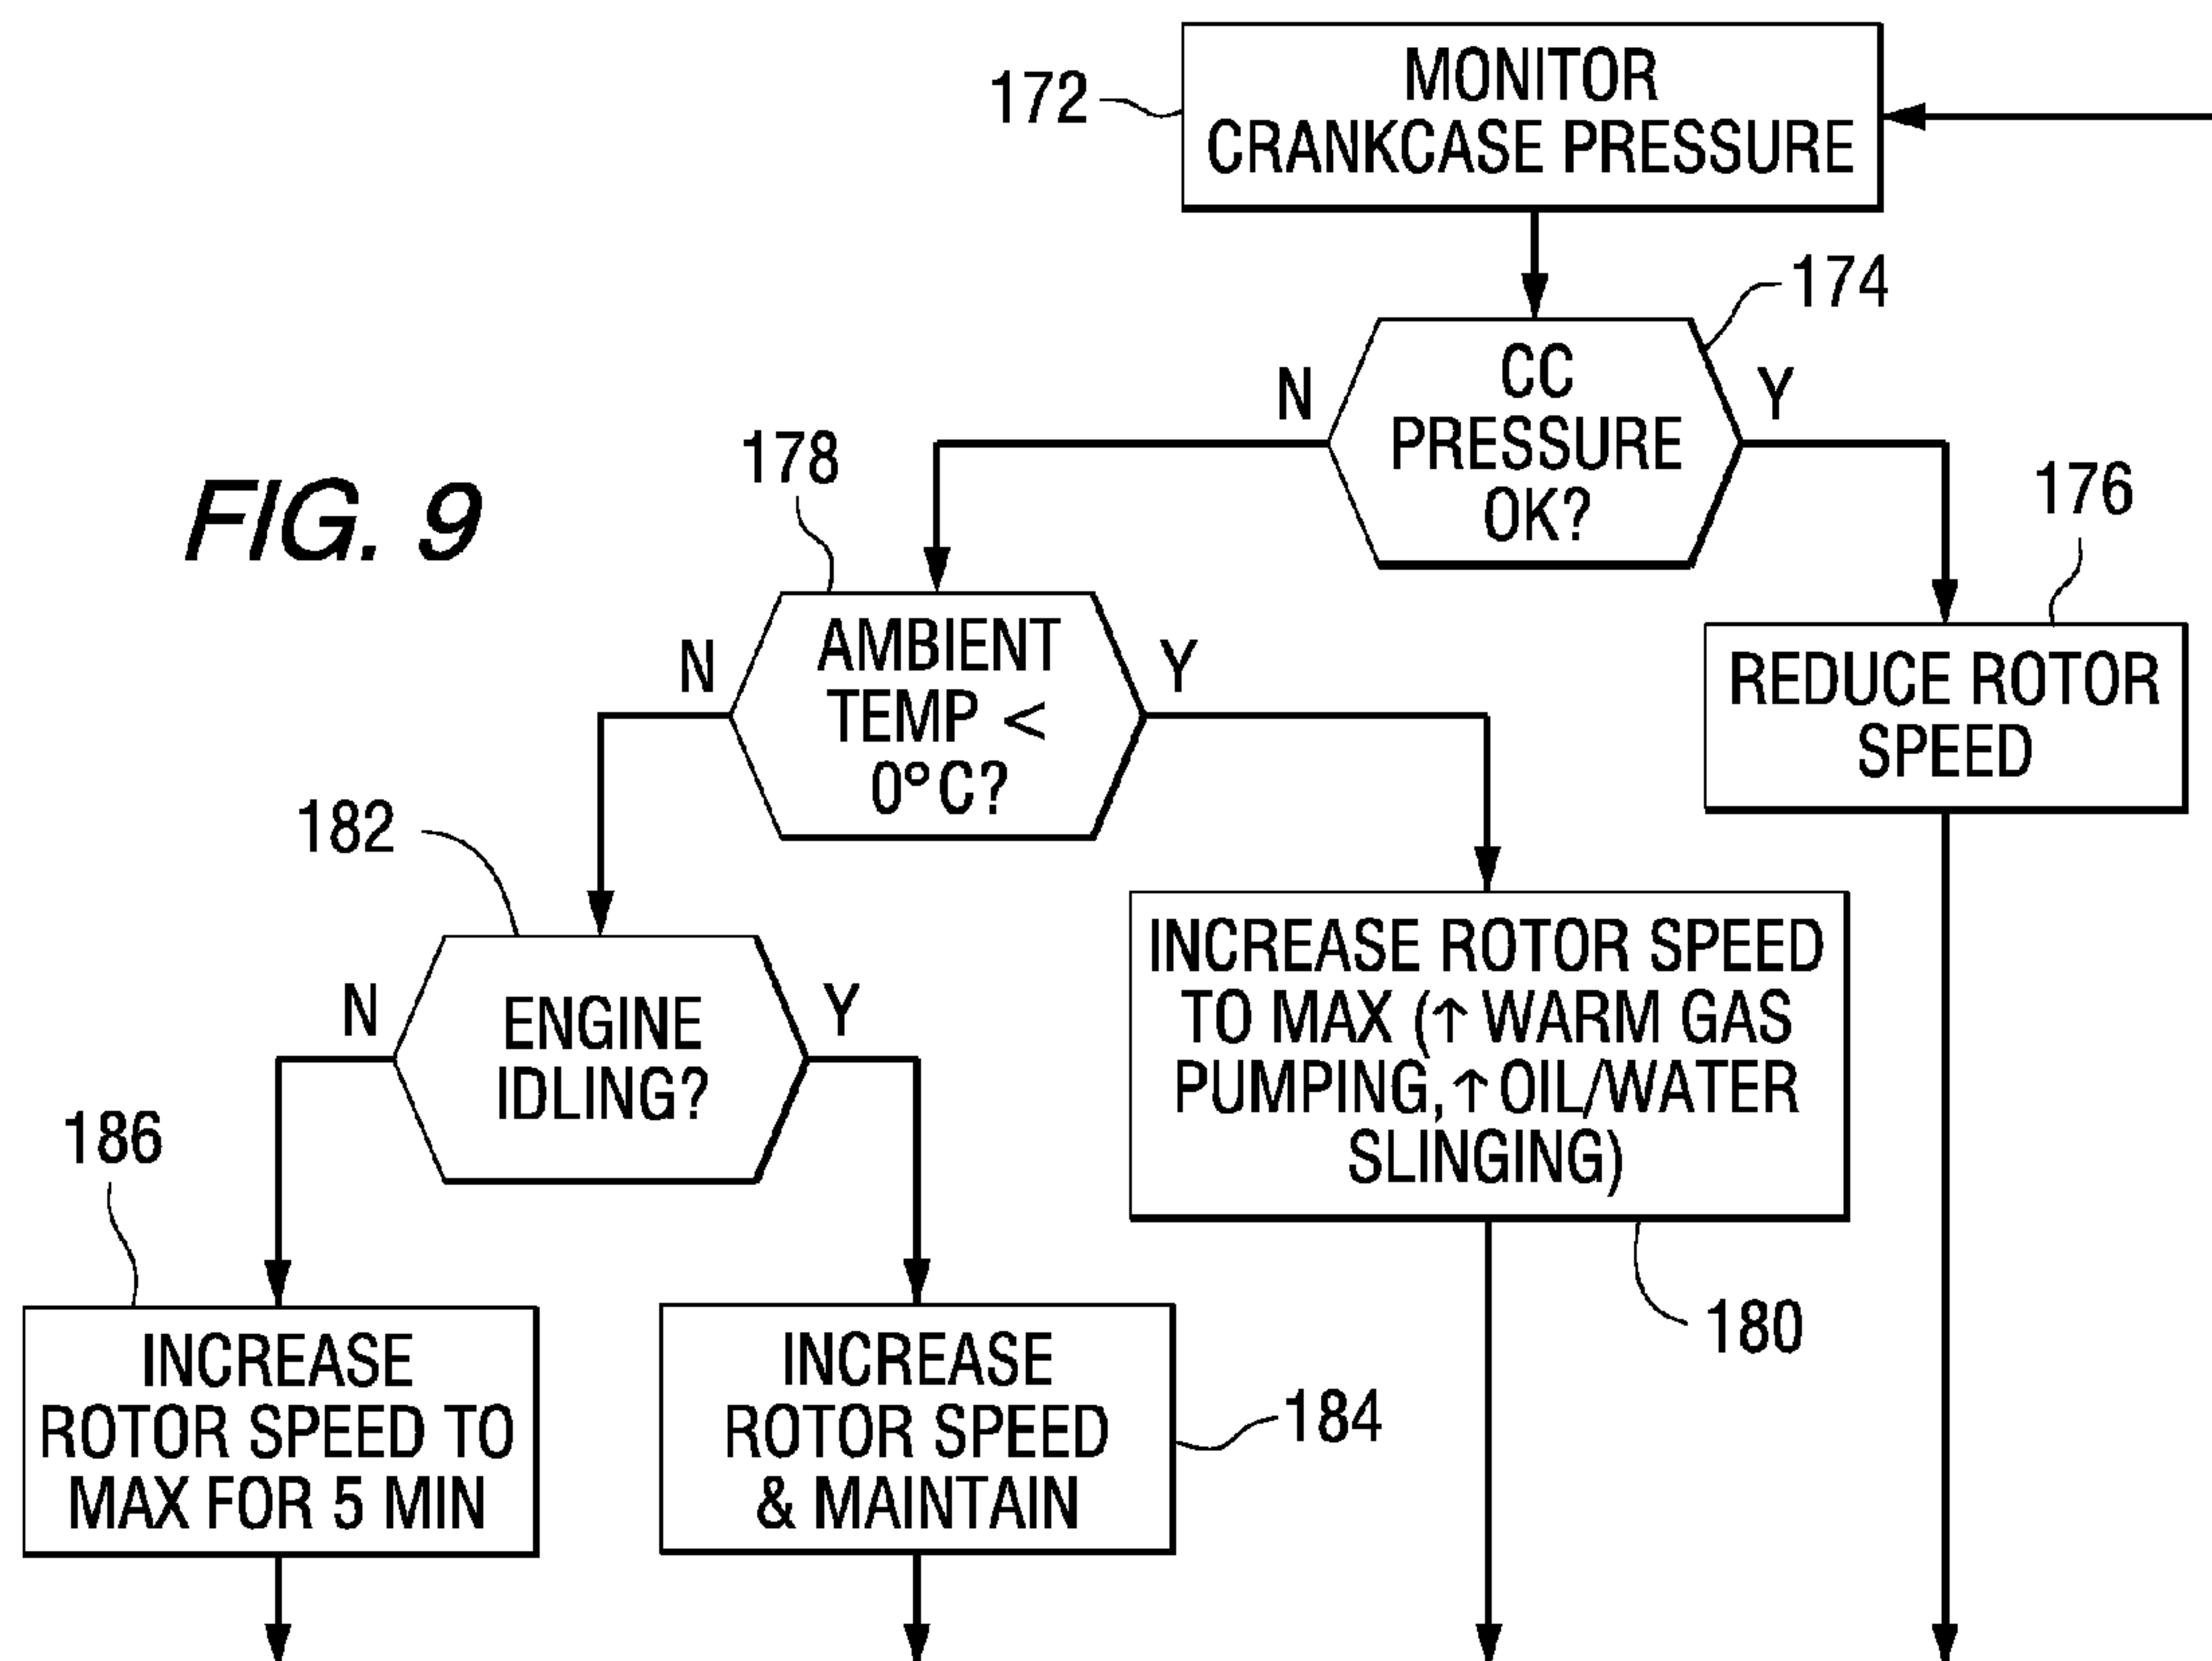 MONITOR
CRANKCASE PRESSURE
172
174
CC
PRESSURE
OK?
N
Y
178
176
FIG. 9
AMBIENT
TEMP <
0°C?
N
Y
REDUCE ROTOR
SPEED
182
INCREASE ROTOR SPEED
TO MAX (↑ WARM GAS
PUMPING,↑ OIL/WATER
SLINGING)
ENGINE
IDLING?
N
Y
186
180
INCREASE
ROTOR SPEED TO
MAX FOR 5 MIN
INCREASE
ROTOR SPEED
& MAINTAIN
184